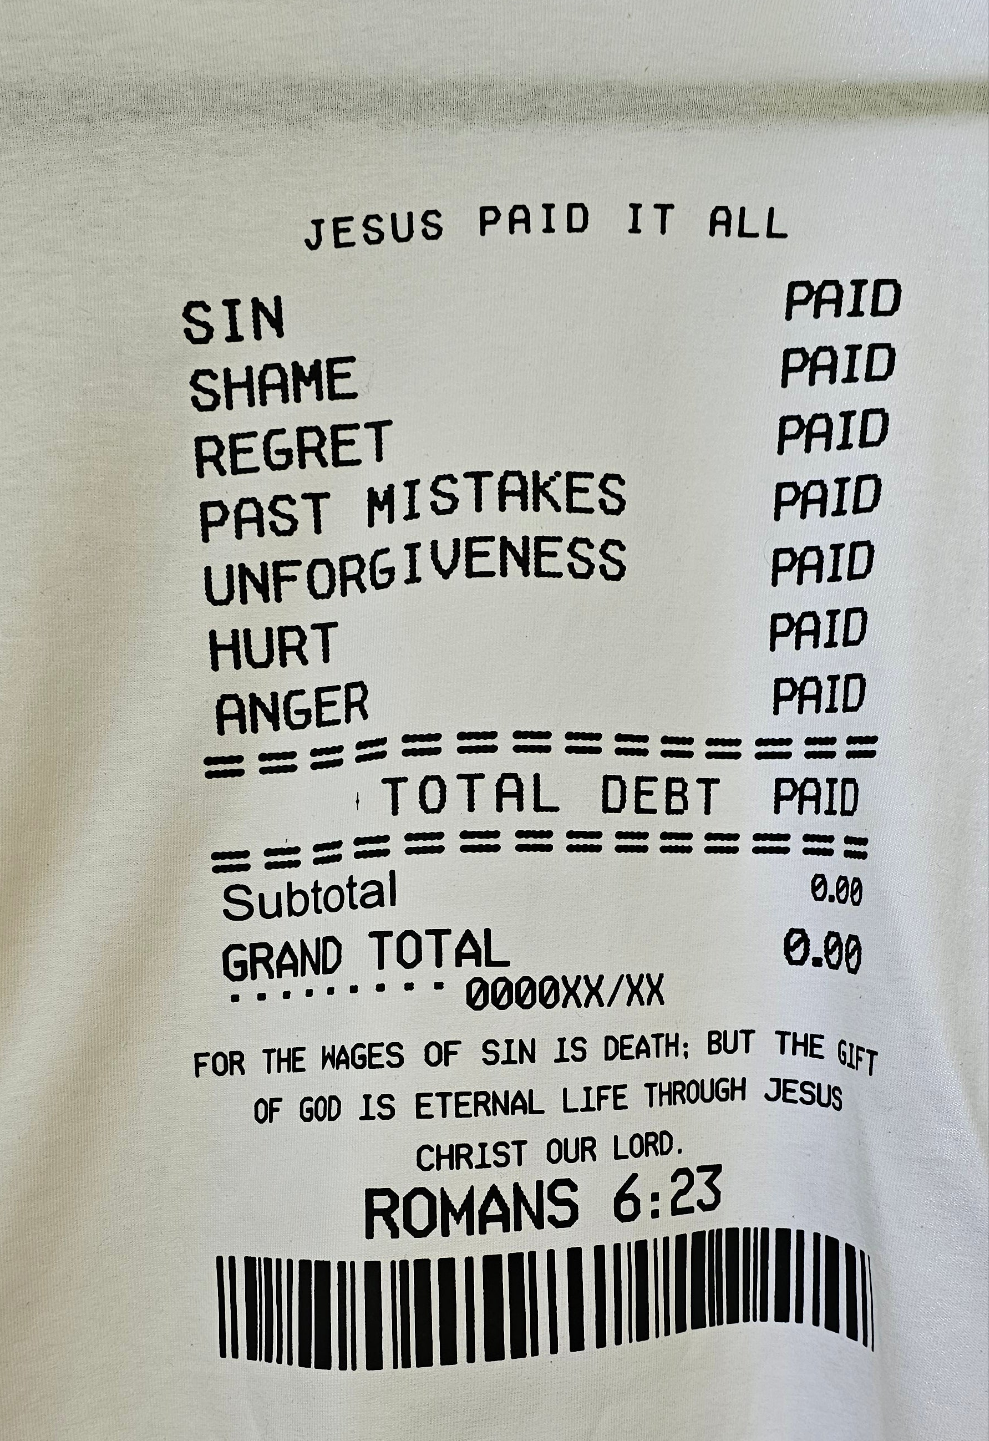 JESUS PAID IT ALL
SIN PAID
SHAME PAID
REGRET PAID
PAST MISTAKES PAID
UNFORGIVENESS PAID
HURT PAID
ANGER PAID
==============
TOTAL DEBT PAID
==============
Subtotal 0.00
GRAND TOTAL 0.00
·········0000XX/XX
FOR THE WAGES OF SIN IS DEATH; BUT THE GIFT
OF GOD IS ETERNAL LIFE THROUGH JESUS
CHRIST OUR LORD.
ROMANS 6:23